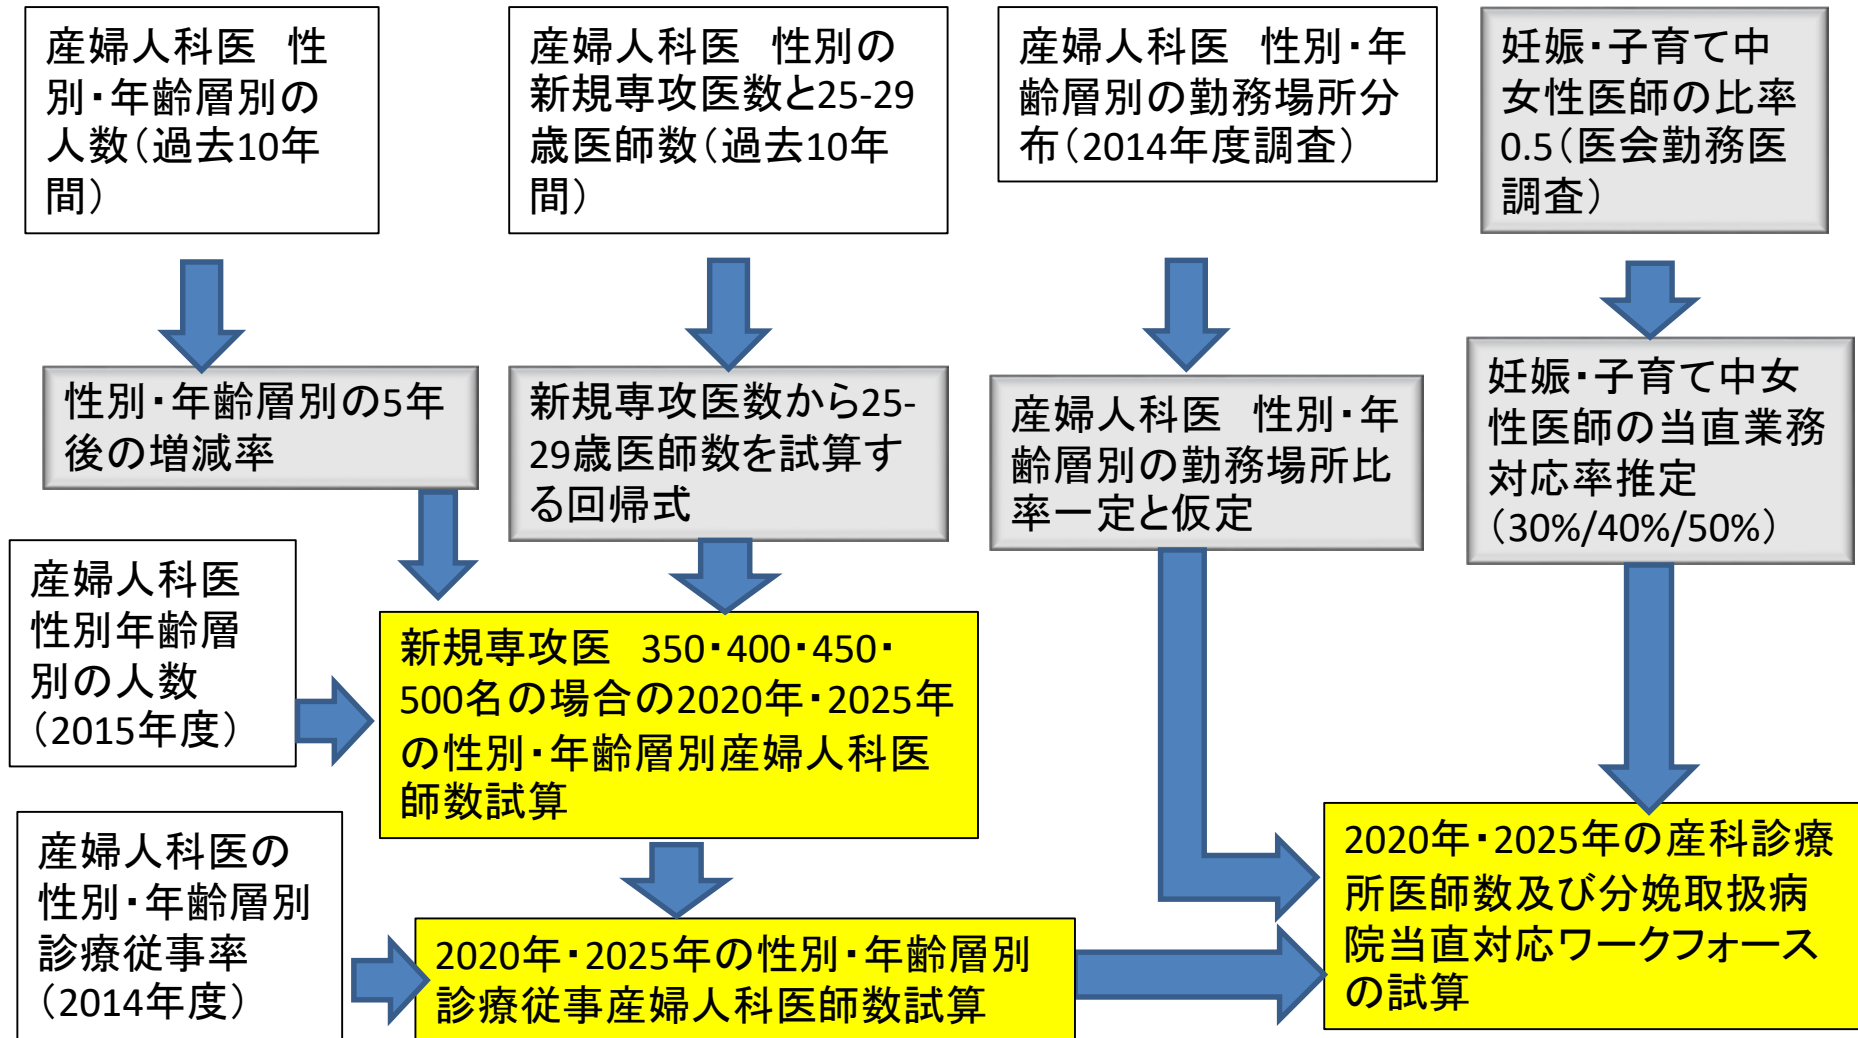 産婦人科医　性
別・年齢層別の
人数（過去10年
間）
産婦人科医　性別の
新規専攻医数と25-29
歳医師数（過去10年
間）
産婦人科医　性別・年
齢層別の勤務場所分
布（2014年度調査）
妊娠・子育て中
女性医師の比率
0.5（医会勤務医
調査）
性別・年齢層別の5年
後の増減率
新規専攻医数から25-
29歳医師数を試算す
る回帰式
産婦人科医　性別・年
齢層別の勤務場所比
率一定と仮定
妊娠・子育て中女
性医師の当直業務
対応率推定
（30%/40%/50%）
産婦人科医
性別年齢層
別の人数
（2015年度）
新規専攻医　350・400・450・
500名の場合の2020年・2025年
の性別・年齢層別産婦人科医
師数試算
産婦人科医の
性別・年齢層別
診療従事率
（2014年度）
2020年・2025年の性別・年齢層別
診療従事産婦人科医師数試算
2020年・2025年の産科診療
所医師数及び分娩取扱病
院当直対応ワークフォース
の試算